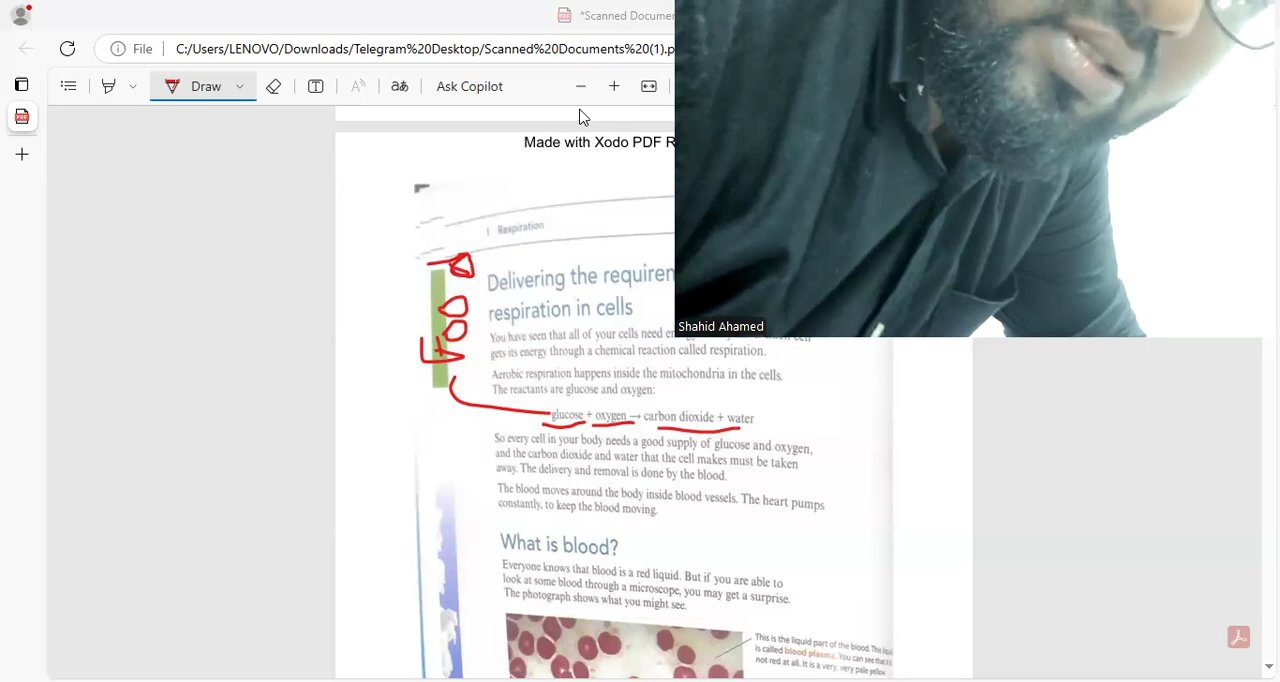 *Scanned Documen
File
C:/Users/LENOVO/Downloads/Telegram%20Desktop/Scanned%20Documents%20(1).p
Draw
aあ
Ask Copilot
Made with Xodo PDF R
Respiration
Delivering the requirem
respiration in cells
You have seen that all of your cells need en
gets its energy through a chemical reaction called respiration.
Aerobic respiration happens inside the mitochondria in the cells.
The reactants are glucose and oxygen:
glucose + oxygen → carbon dioxide + water
So every cell in your body needs a good supply of glucose and oxygen,
and the carbon dioxide and water that the cell makes must be taken
away. The delivery and removal is done by the blood.
The blood moves around the body inside blood vessels. The heart pumps
constantly, to keep the blood moving.
What is blood?
Everyone knows that blood is a red liquid. But if you are able to
look at some blood through a microscope, you may get a surprise.
The photograph shows what you might see.
This is the liquid part of the blood. The
is called blood plasma. You can see that
not red at all. It is a very, very pale yellow
Shahid Ahamed